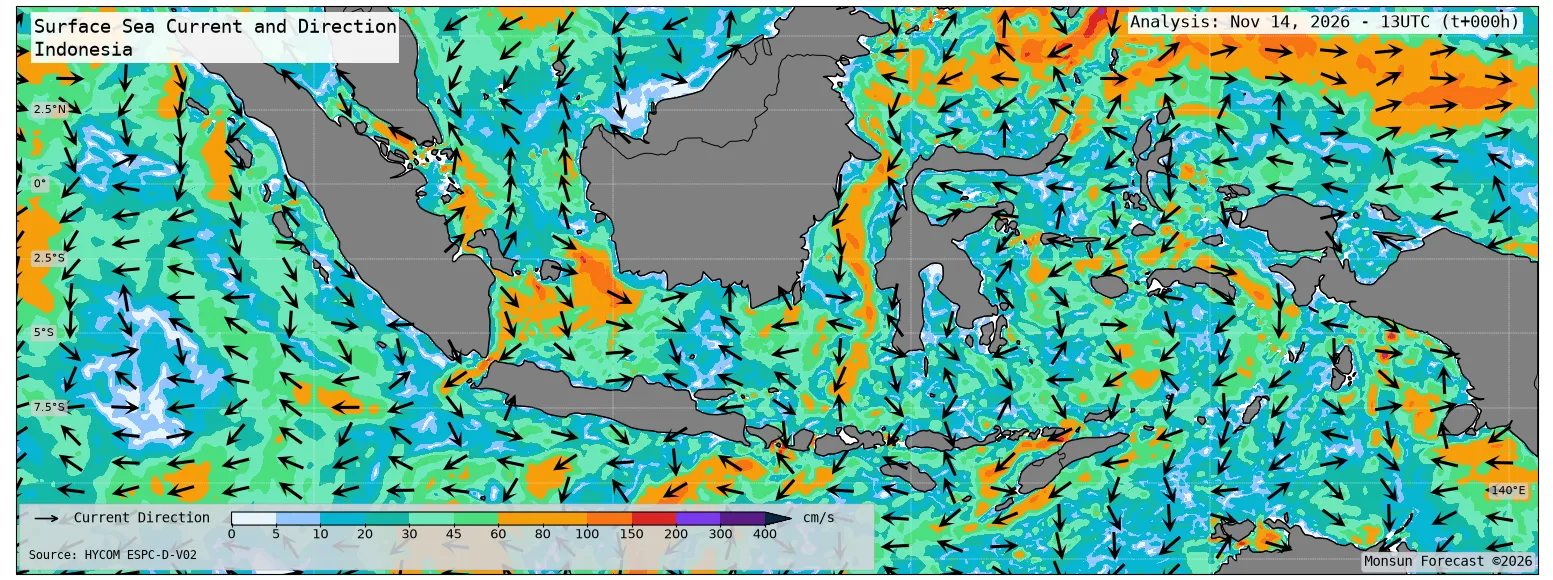 Surface Sea Current and Direction
Indonesia
Analysis: Nov 14, 2026 - 13UTC (t+000h)
2.5°N
0°
2.5°S
5°S
7.5°S
140°E
Current Direction
0 5 10 20 30 45 60 80 100 150 200 300 400 cm/s
Source: HYCOM ESPC-D-V02
Monsun Forecast ©2026